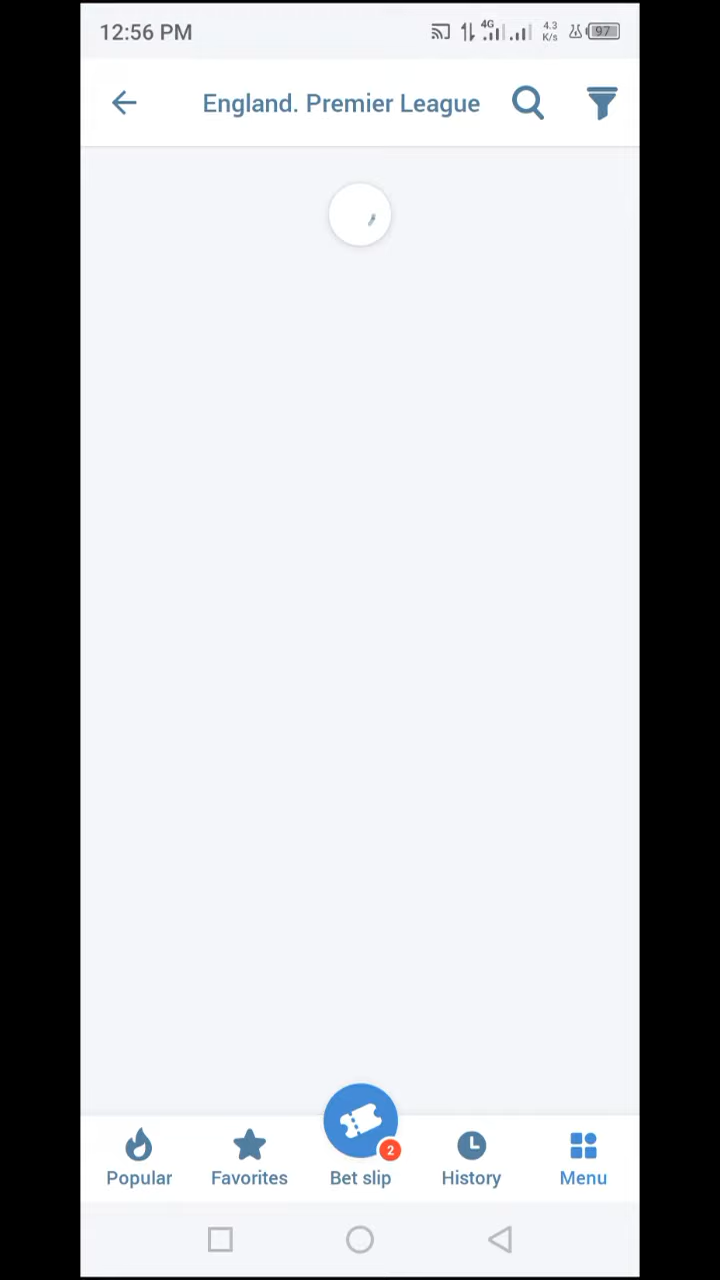 12:56 PM
4G
4.3
K/s
97
England. Premier League
2
Popular
Favorites
Bet slip
History
Menu